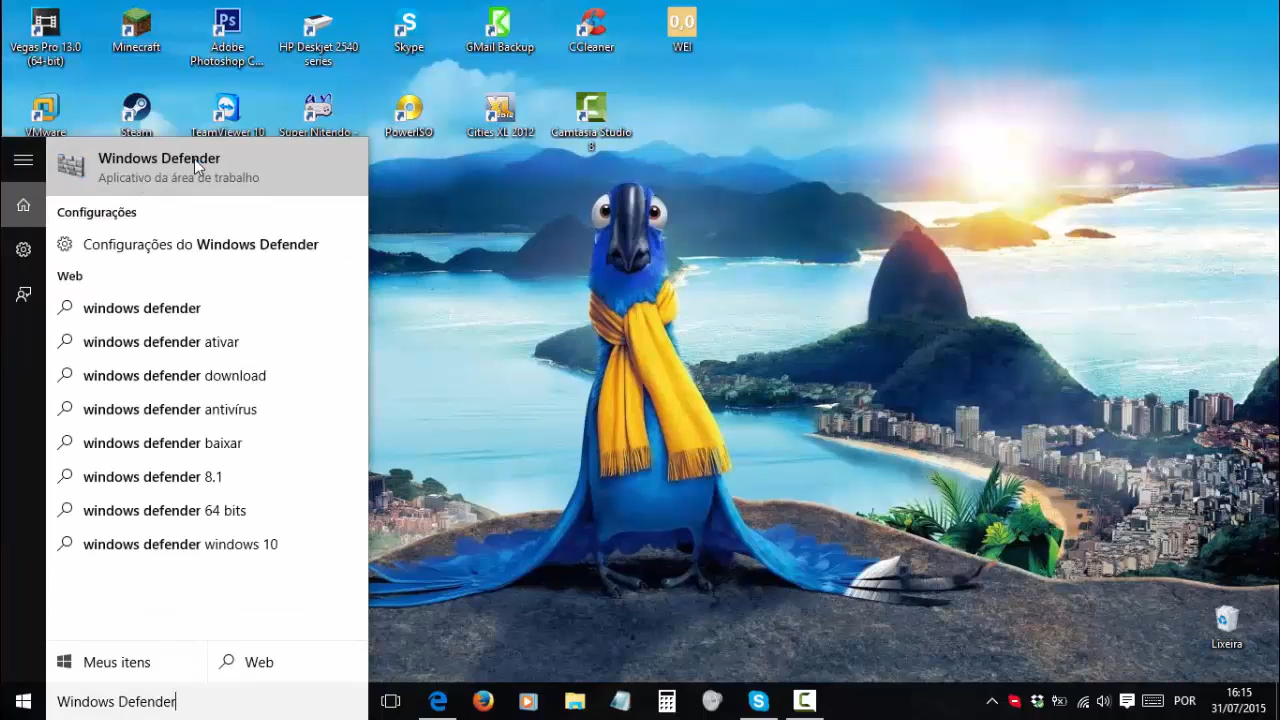 Vegas Pro 13.0
(64-bit)
Minecraft
Adobe
Photoshop C...
HP Deskjet 2540
series
Skype
GMail Backup
CCleaner
0,0
WEI
VMware
Steam
TeamViewer 10
Super Nintendo -
PowerISO
Cities XL 2012
Camtasia Studio
8
Windows Defender
Aplicativo da área de trabalho
Configurações
Configurações do Windows Defender
Web
windows defender
windows defender ativar
windows defender download
windows defender antivírus
windows defender baixar
windows defender 8.1
windows defender 64 bits
windows defender windows 10
Meus itens
Web
Windows Defender
Lixeira
POR
16:15
31/07/2015